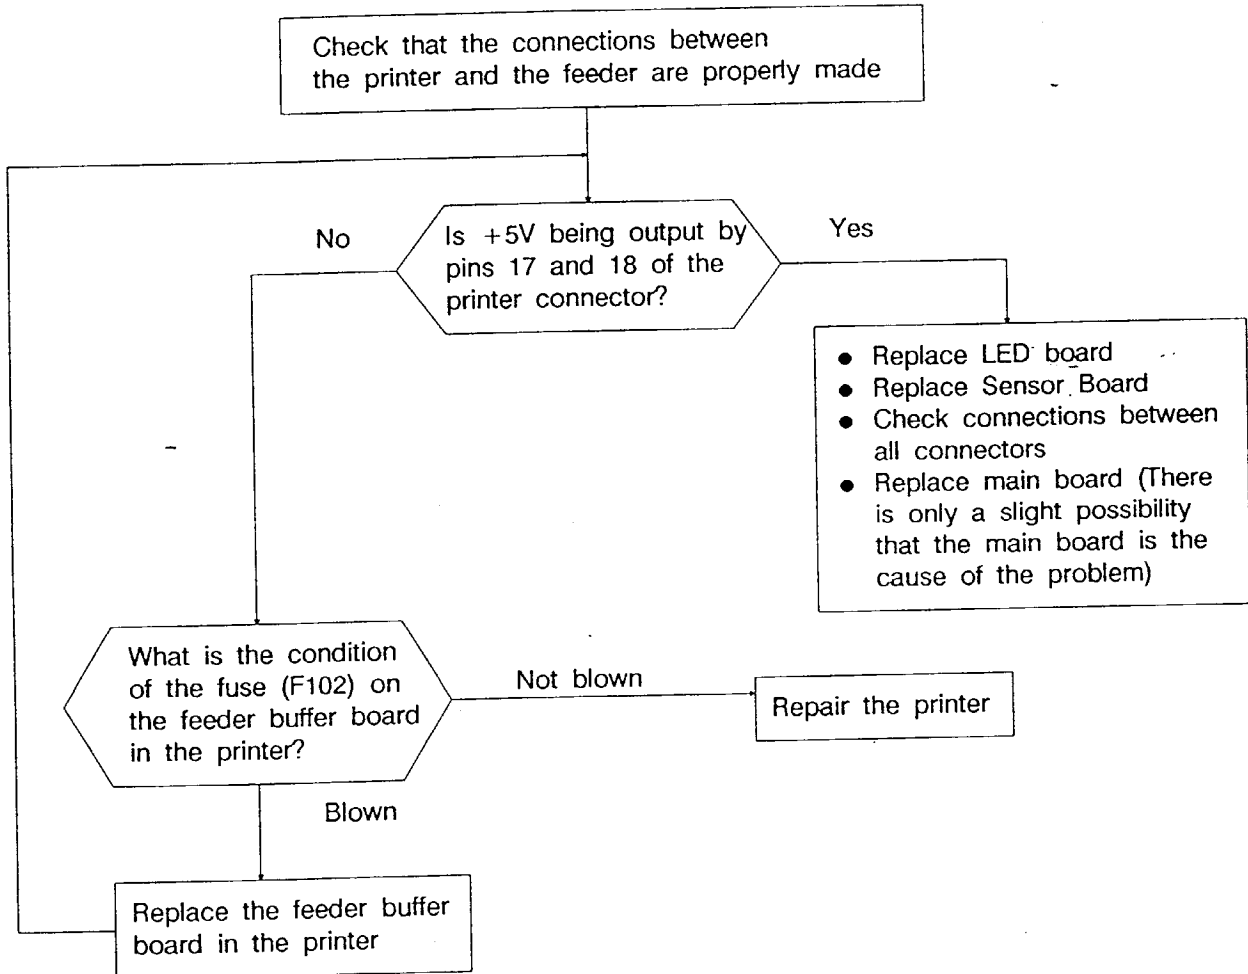 Check that the connections between
the printer and the feeder are properly made
No
Is +5V being output by
pins 17 and 18 of the
printer connector?
Yes
● Replace LED board
● Replace Sensor Board
● Check connections between
all connectors
● Replace main board (There
is only a slight possibility
that the main board is the
cause of the problem)
What is the condition
of the fuse (F102) on
the feeder buffer board
in the printer?
Not blown
Repair the printer
Blown
Replace the feeder buffer
board in the printer